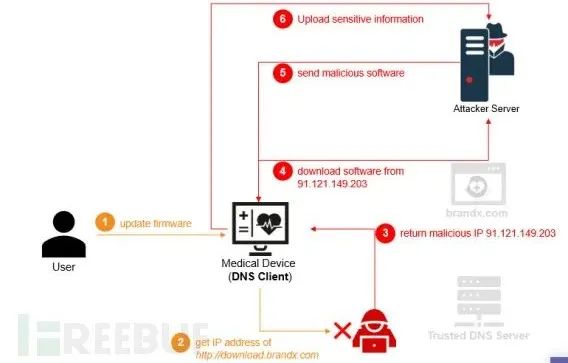 6 Upload sensitive information
5 send malicious software
Attacker Server
4 download software from
91.121.149.203
brandx.com
1 update firmware
3 return malicious IP 91.121.149.203
User
Medical Device
(DNS Client)
Trusted DNS Server
2 get IP address of
http://download.brandx.com
FREEBUF